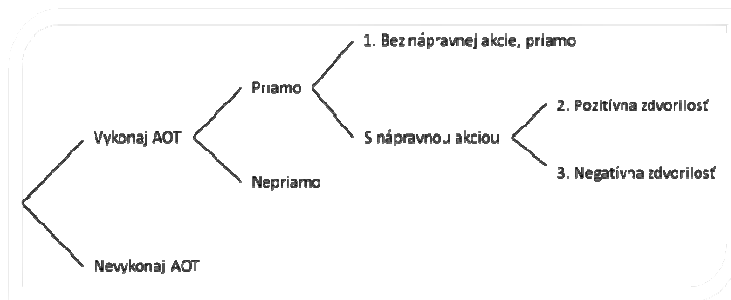 1. Bez nápravnej akcie, priamo
Priamo
2. Pozitívna zdvorilosť
Vykonaj AOT
S nápravnou akciou
3. Negatívna zdvorilosť
Nepriamo
Nevykonaj AOT